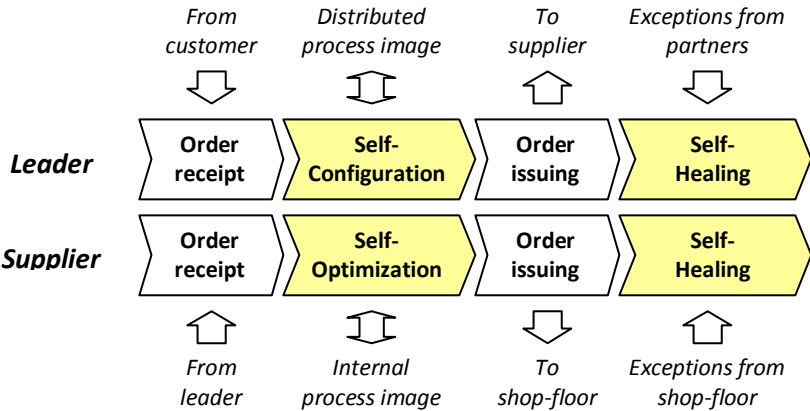 From Distributed To Exceptions from
customer process image supplier partners
Leader
Order Self- Order Self-
receipt Configuration issuing Healing
Supplier
Order Self- Order Self-
receipt Optimization issuing Healing
From Internal To Exceptions from
leader process image shop-floor shop-floor